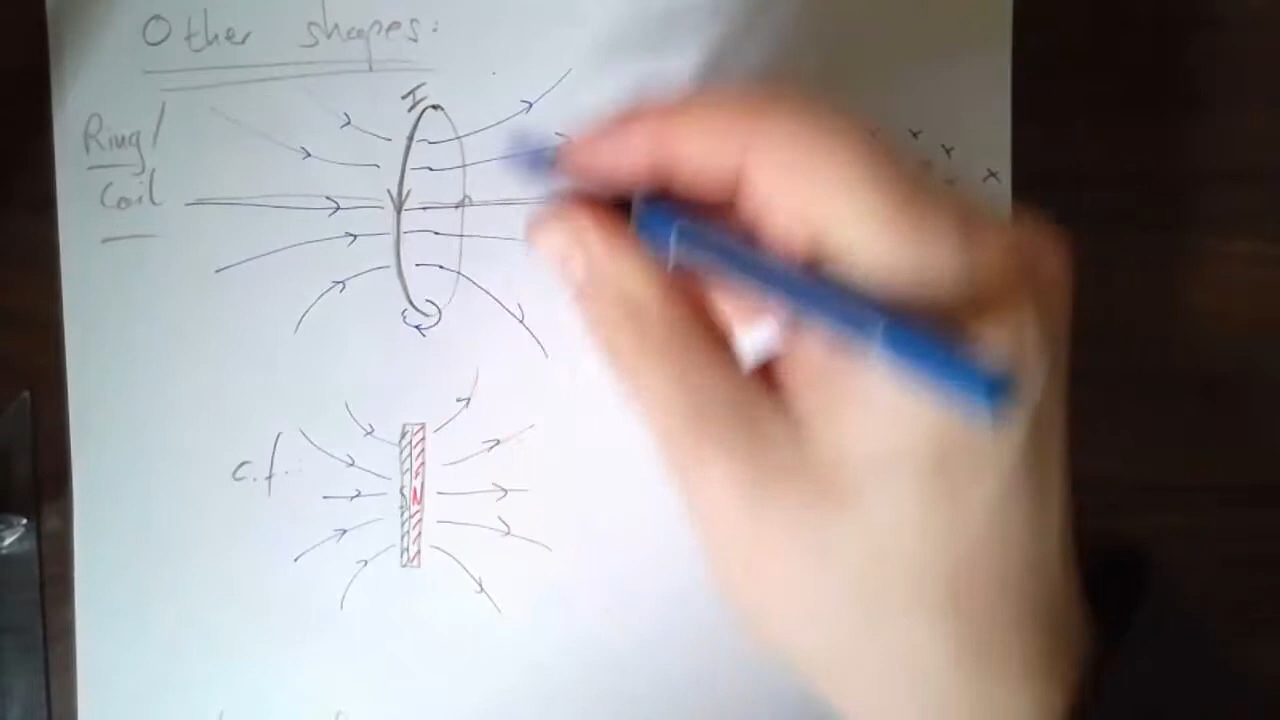 Other shapes:
I
Ring/
Coil
c.f.
N